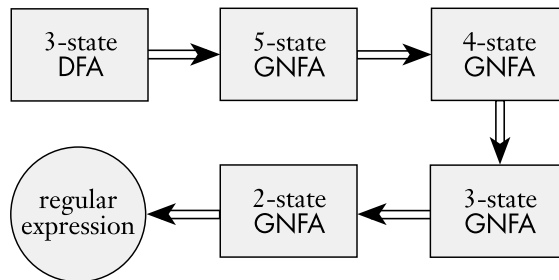 3-state
DFA
5-state
GNFA
4-state
GNFA
3-state
GNFA
2-state
GNFA
regular
expression